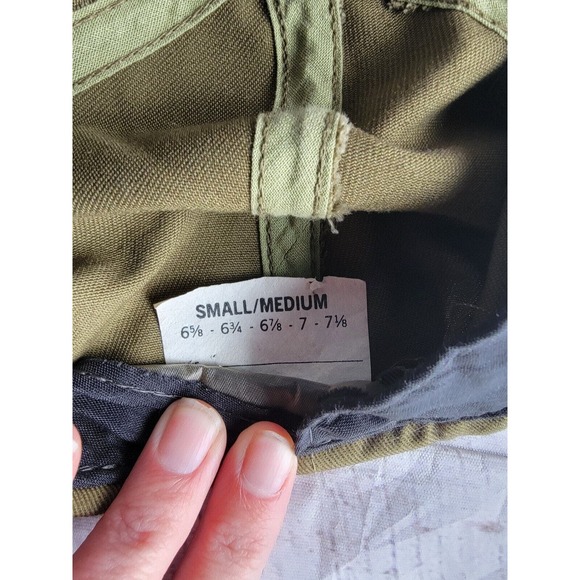 SMALL/MEDIUM
6⅝ - 6¾ - 6⅞ - 7 - 7⅛